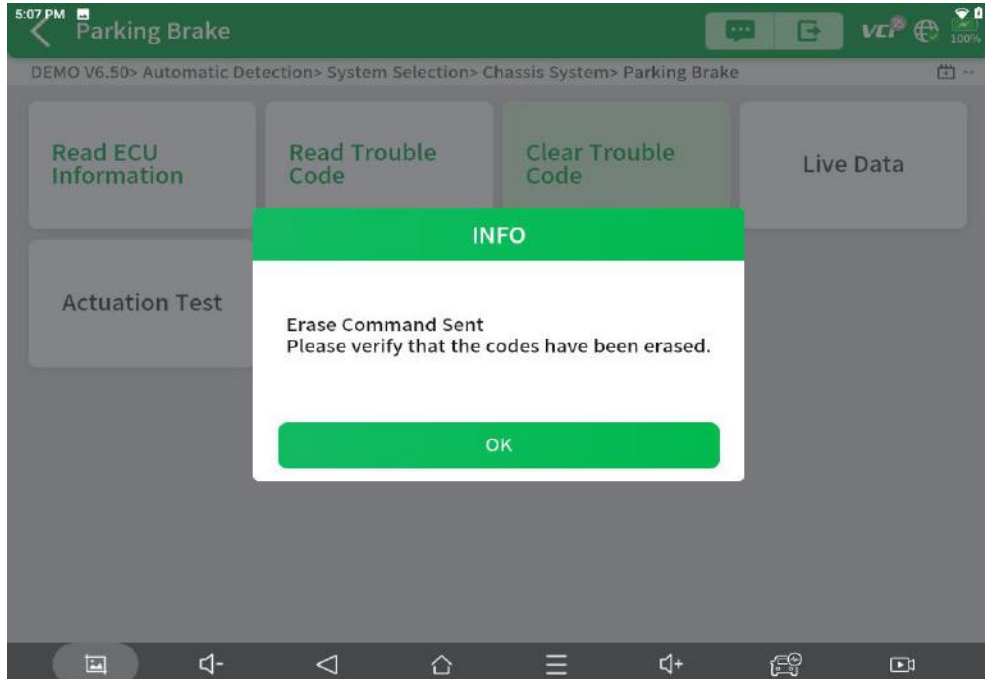 5:07 PM
Parking Brake
VCI
100%
DEMO V6.50> Automatic Detection> System Selection> Chassis System> Parking Brake
--
Read ECU
Information
Read Trouble
Code
Clear Trouble
Code
Live Data
Actuation Test
INFO
Erase Command Sent
Please verify that the codes have been erased.
OK